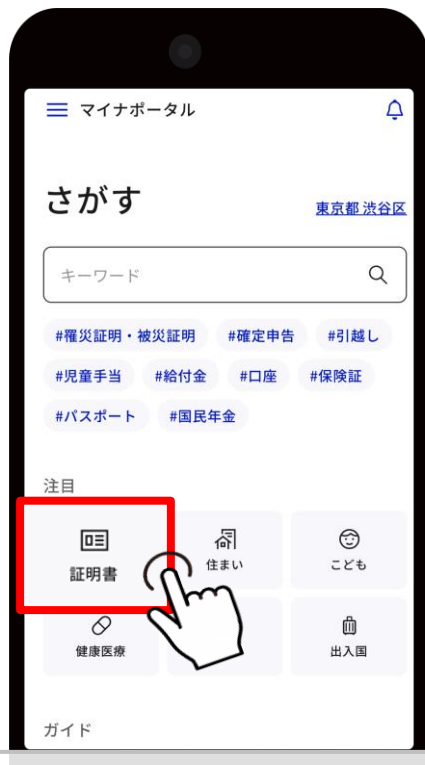 マイナポータル
さがす
東京都 渋谷区
キーワード
#罹災証明・被災証明 #確定申告 #引越し
#児童手当 #給付金 #口座 #保険証
#パスポート #国民年金
注目
証明書 住まい こども
健康医療 出入国
ガイド